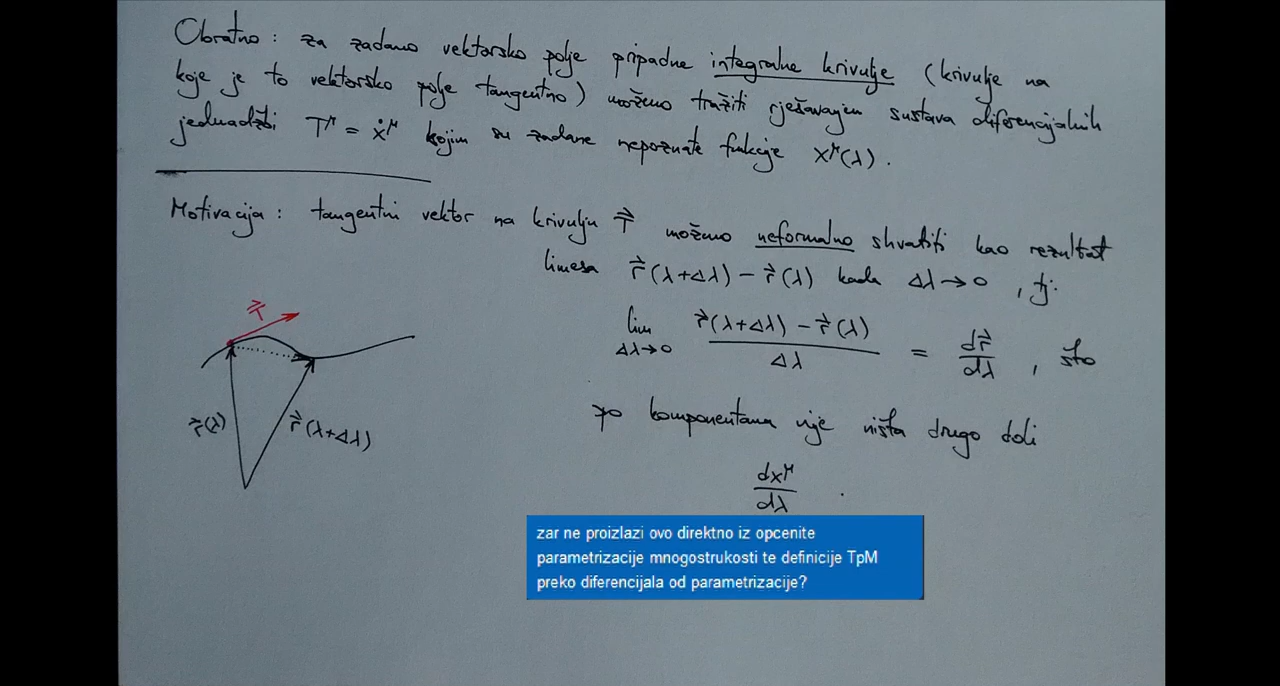 Obratno : za zadano vektorsko polje pripadne integralne krivulje (krivulje na
koje je to vektorsko polje tangentno) možemo tražiti rješavanjem sustava diferencijalnih
jednadžbi T^μ = ẋ^μ kojim su zadane nepoznate funkcije x^μ(λ).
Motivacija : tangentni vektor na krivulju T⃗ možemo neformalno shvatiti kao rezultat
limesa r⃗(λ+Δλ) − r⃗(λ) kada Δλ→0 , tj.
lim Δλ→0 r⃗(λ+Δλ) − r⃗(λ) / Δλ = dr⃗/dλ , što
T⃗
r⃗(λ)
r⃗(λ+Δλ)
po komponentama nije ništa drugo doli
dx^μ/dλ .
zar ne proizlazi ovo direktno iz opcenite
parametrizacije mnogostrukosti te definicije TpM
preko diferencijala od parametrizacije?